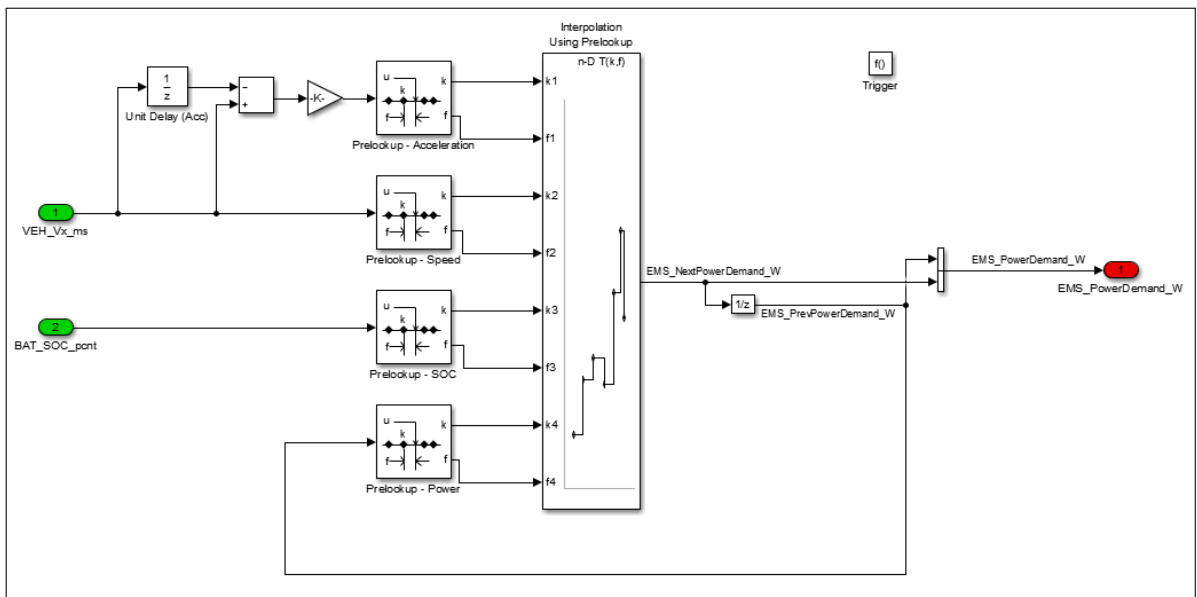 Interpolation
Using Prelookup
n-D T(k,f)
f()
Trigger
1
z
Unit Delay (Acc)
−
+
-K-
u
k
k
f
f
Prelookup - Acceleration
k1
f1
u
k
k
f
f
Prelookup - Speed
k2
f2
1
VEH_Vx_ms
u
k
k
f
f
Prelookup - SOC
k3
f3
2
BAT_SOC_pcnt
u
k
k
f
f
Prelookup - Power
k4
f4
EMS_NextPowerDemand_W
1/z
EMS_PrevPowerDemand_W
EMS_PowerDemand_W
1
EMS_PowerDemand_W